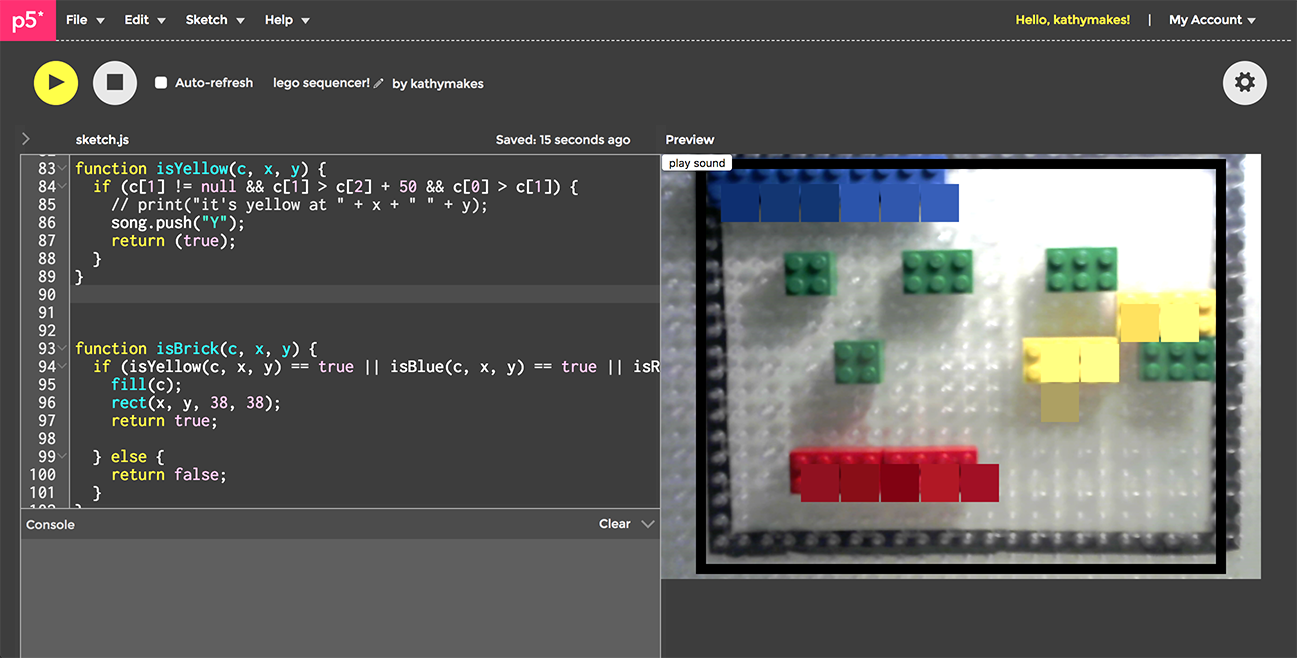 p5* File Edit Sketch Help Hello, kathymakes! | My Account
Auto-refresh lego sequencer! by kathymakes
sketch.js Saved: 15 seconds ago Preview
play sound
83 function isYellow(c, x, y) {
84 if (c[1] != null && c[1] > c[2] + 50 && c[0] > c[1]) {
85 // print("it's yellow at " + x + " " + y);
86 song.push("Y");
87 return (true);
88 }
89 }
90
91
92
93 function isBrick(c, x, y) {
94 if (isYellow(c, x, y) == true || isBlue(c, x, y) == true || isR
95 fill(c);
96 rect(x, y, 38, 38);
97 return true;
98
99 } else {
100 return false;
101 }
Console Clear